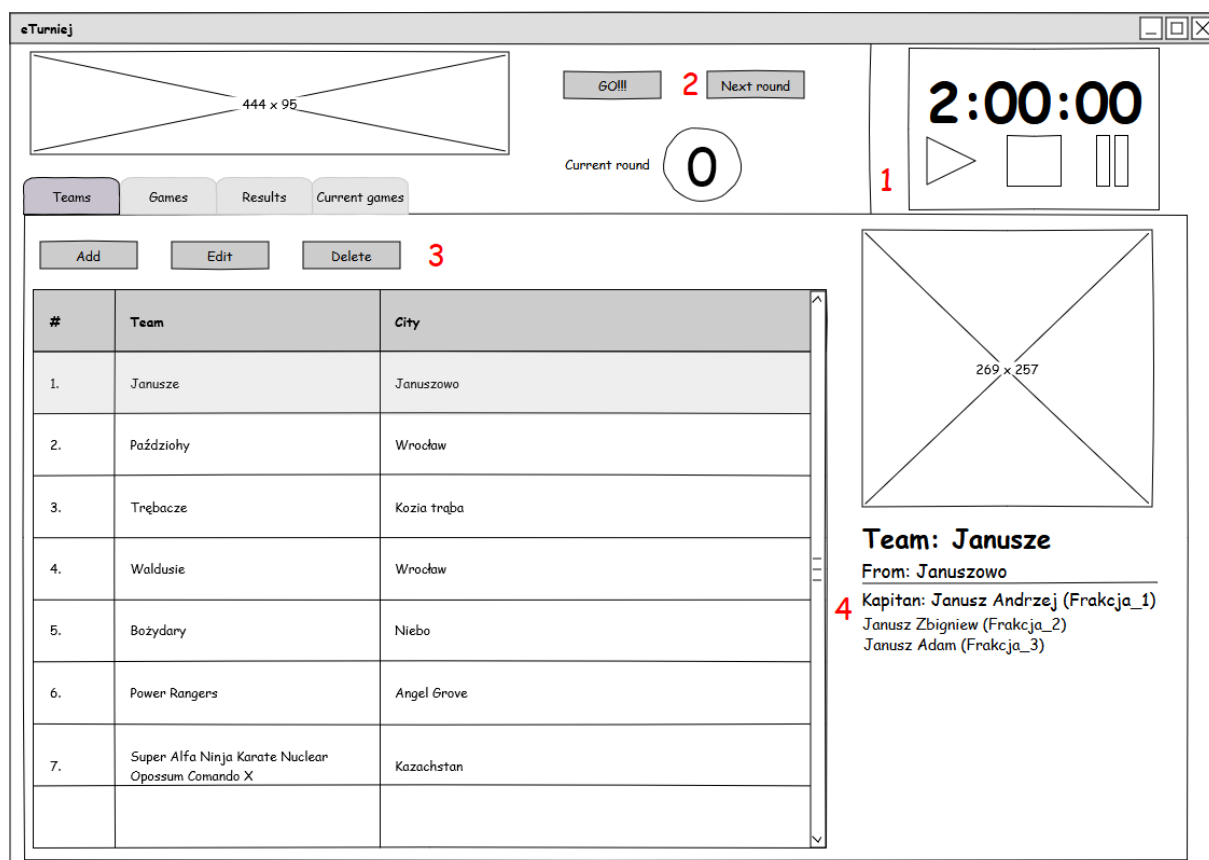 eTurniej
444 x 95
GO!!!
2
Next round
Current round
0
1
2:00:00
Teams
Games
Results
Current games
Add
Edit
Delete
3
# Team City
1. Janusze Januszowo
2. Paździohy Wrocław
3. Trębacze Kozia trąba
4. Waldusie Wrocław
5. Bożydary Niebo
6. Power Rangers Angel Grove
7. Super Alfa Ninja Karate Nuclear
Opossum Comando X
Kazachstan
269 x 257
Team: Janusze
From: Januszowo
4
Kapitan: Janusz Andrzej (Frakcja_1)
Janusz Zbigniew (Frakcja_2)
Janusz Adam (Frakcja_3)